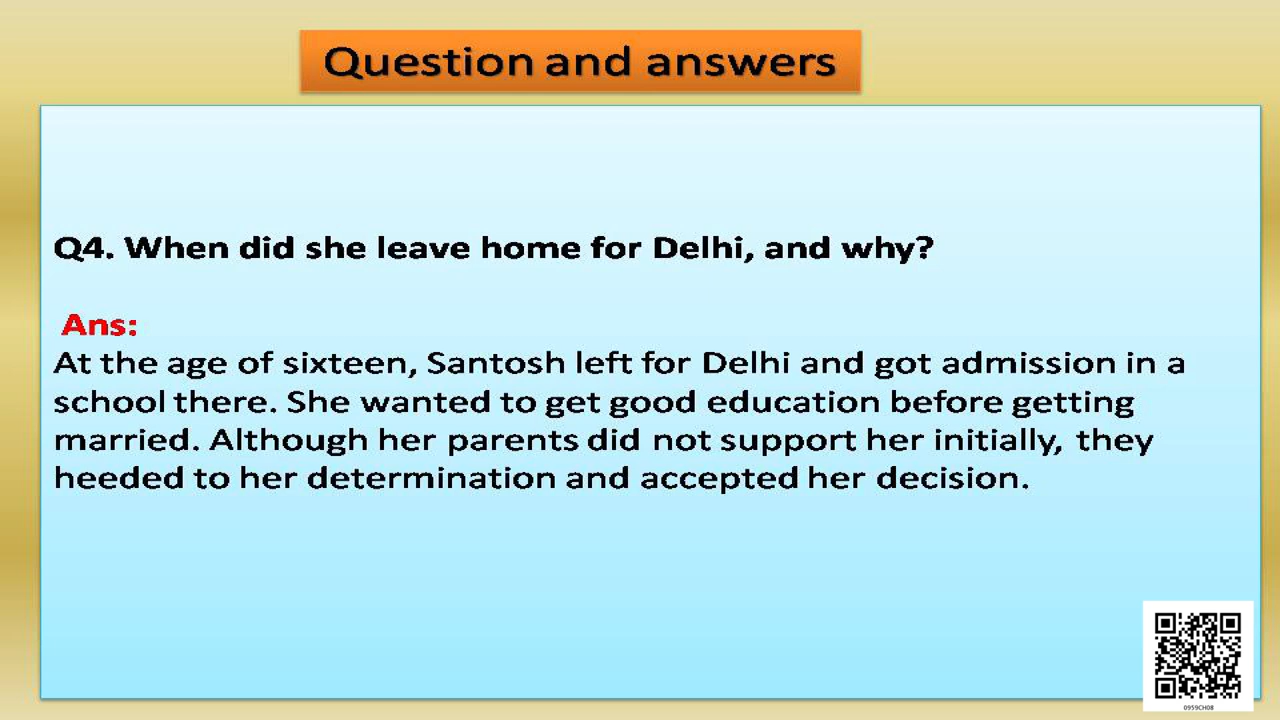 Question and answers
Q4. When did she leave home for Delhi, and why?
Ans:
At the age of sixteen, Santosh left for Delhi and got admission in a
school there. She wanted to get good education before getting
married. Although her parents did not support her initially, they
heeded to her determination and accepted her decision.
0959CH08